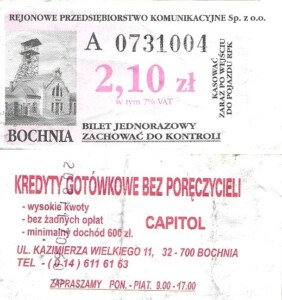 REJONOWE PRZEDSIĘBIORSTWO KOMUNIKACYJNE Sp. z o.o.
A 0731004
2,10 zł
w tym 7% VAT
KASOWAĆ
ZARAZ PO WEJŚCIU
DO POJAZDU RPK
BOCHNIA
BILET JEDNORAZOWY
ZACHOWAĆ DO KONTROLI
KREDYTY GOTÓWKOWE BEZ PORĘCZYCIELI
- wysokie kwoty
- bez żadnych opłat
- minimalny dochód 600 zł.
CAPITOL
UL. KAZIMIERZA WIELKIEGO 11, 32 - 700 BOCHNIA
TEL - (0-14) 611 61 63
ZAPRASZAMY PON. - PIAT. 9.00 - 17.00